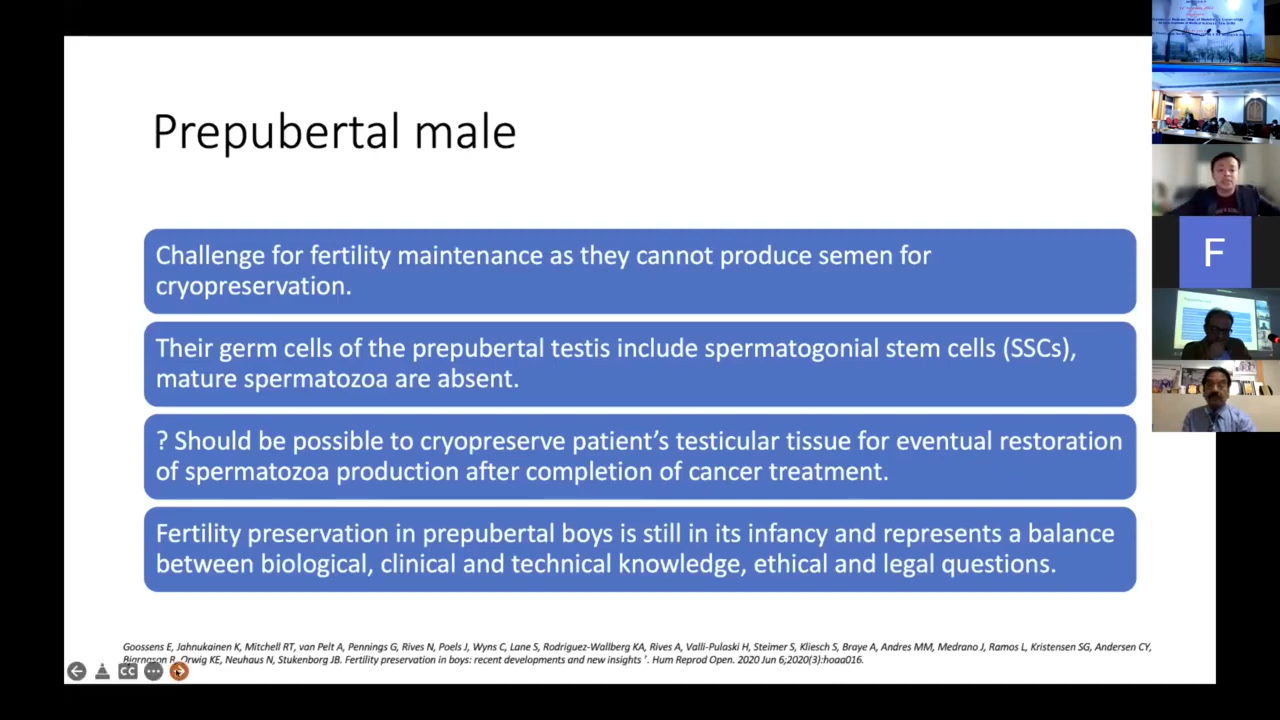 Prepubertal male
Challenge for fertility maintenance as they cannot produce semen for
cryopreservation.
Their germ cells of the prepubertal testis include spermatogonial stem cells (SSCs),
mature spermatozoa are absent.
? Should be possible to cryopreserve patient's testicular tissue for eventual restoration
of spermatozoa production after completion of cancer treatment.
Fertility preservation in prepubertal boys is still in its infancy and represents a balance
between biological, clinical and technical knowledge, ethical and legal questions.
Goossens E, Jahnukainen K, Mitchell RT, van Pelt A, Pennings G, Rives N, Poels J, Wyns C, Lane S, Rodriguez-Wallberg KA, Rives A, Valli-Pulaski H, Steimer S, Kliesch S, Braye A, Andres MM, Medrano J, Ramos L, Kristensen SG, Andersen CY,
Bjarnason R, Orwig KE, Neuhaus N, Stukenborg JB. Fertility preservation in boys: recent developments and new insights †. Hum Reprod Open. 2020 Jun 6;2020(3):hoaa016.
CC
F